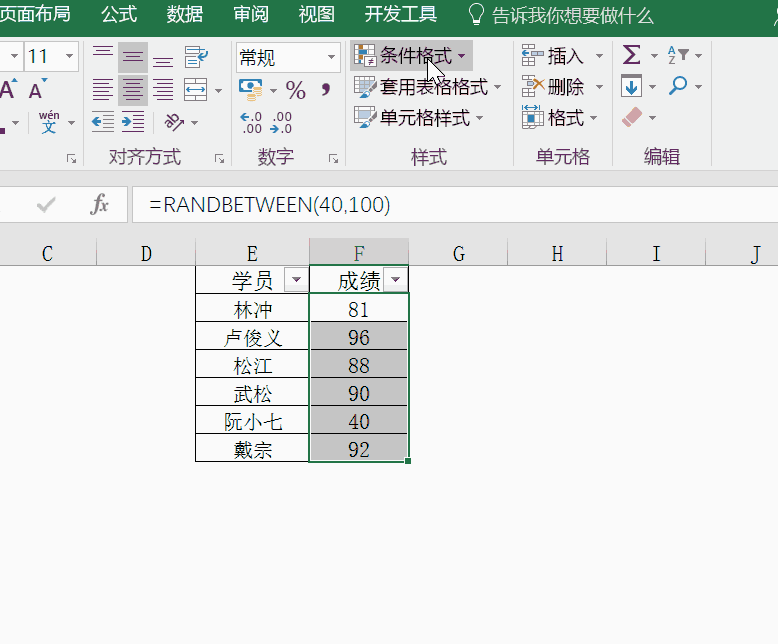 页面布局 公式 数据 审阅 视图 开发工具 告诉我你想要做什么
11 常规 条件格式 插入 Σ A Z
A A % , 套用表格格式 删除
wén 文 ab ←.0 .00 .00 →.0 单元格样式 格式
对齐方式 数字 样式 单元格 编辑
fx =RANDBETWEEN(40,100)
C D E F G H I J
学员 成绩
林冲 81
卢俊义 96
松江 88
武松 90
阮小七 40
戴宗 92